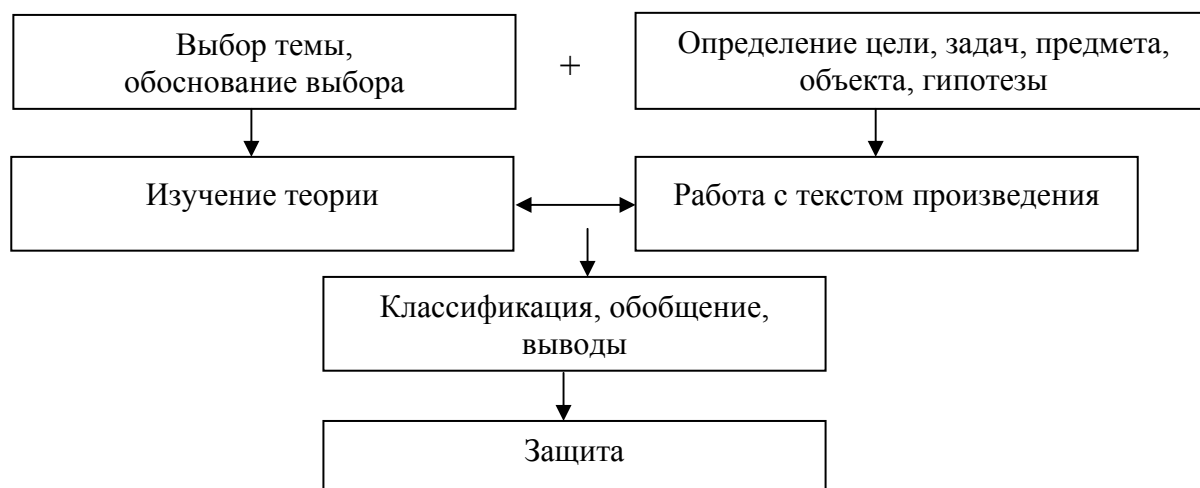 Выбор темы,
обоснование выбора
+
Определение цели, задач, предмета,
объекта, гипотезы
Изучение теории
Работа с текстом произведения
Классификация, обобщение,
выводы
Защита